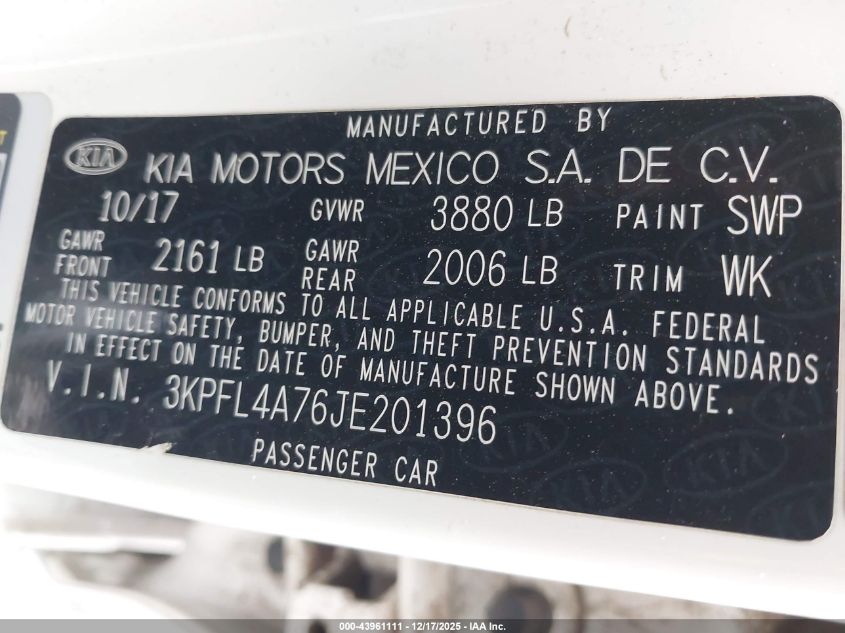 MANUFACTURED BY
KIA KIA MOTORS MEXICO S.A. DE C.V.
10/17 GVWR 3880 LB PAINT SWP
GAWR FRONT 2161 LB GAWR REAR 2006 LB TRIM WK
THIS VEHICLE CONFORMS TO ALL APPLICABLE U.S.A. FEDERAL
MOTOR VEHICLE SAFETY, BUMPER, AND THEFT PREVENTION STANDARDS
IN EFFECT ON THE DATE OF MANUFACTURE SHOWN ABOVE.
V.I.N. 3KPFL4A76JE201396
PASSENGER CAR
000-43961111 - 12/17/2025 - IAA Inc.